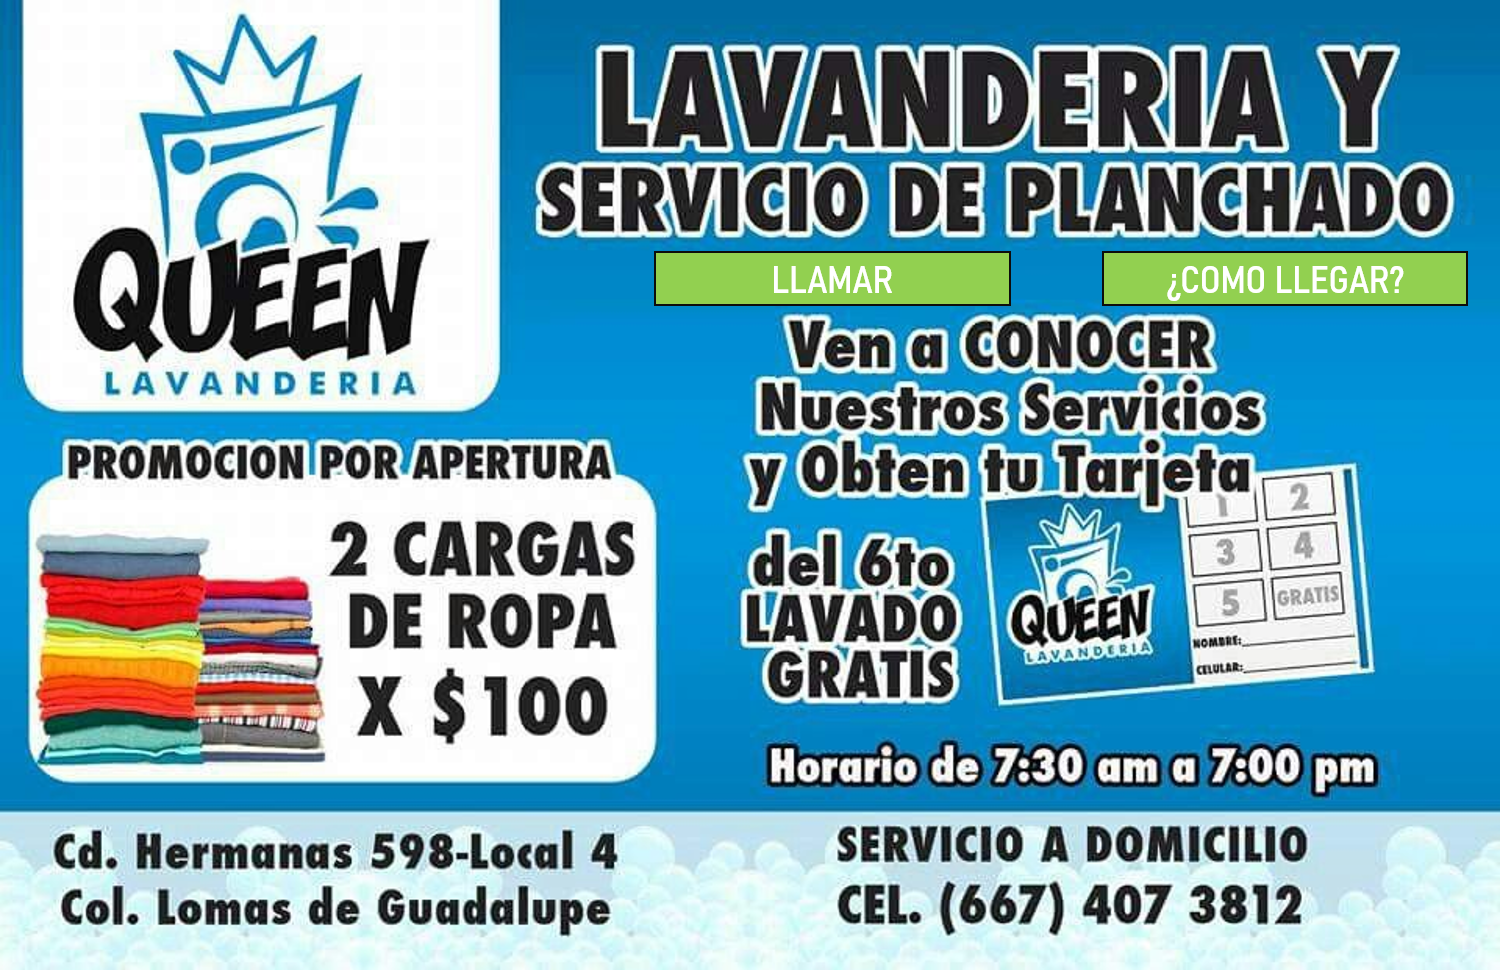 QUEEN
LAVANDERIA
LAVANDERIA Y
SERVICIO DE PLANCHADO
LLAMAR
¿COMO LLEGAR?
Ven a CONOCER
Nuestros Servicios
y Obten tu Tarjeta
del 6to
LAVADO
GRATIS
QUEEN
LAVANDERIA
1
2
3
4
5
GRATIS
NOMBRE:
CELULAR:
Horario de 7:30 am a 7:00 pm
PROMOCION POR APERTURA
2 CARGAS
DE ROPA
X $100
Cd. Hermanas 598-Local 4
Col. Lomas de Guadalupe
SERVICIO A DOMICILIO
CEL. (667) 407 3812